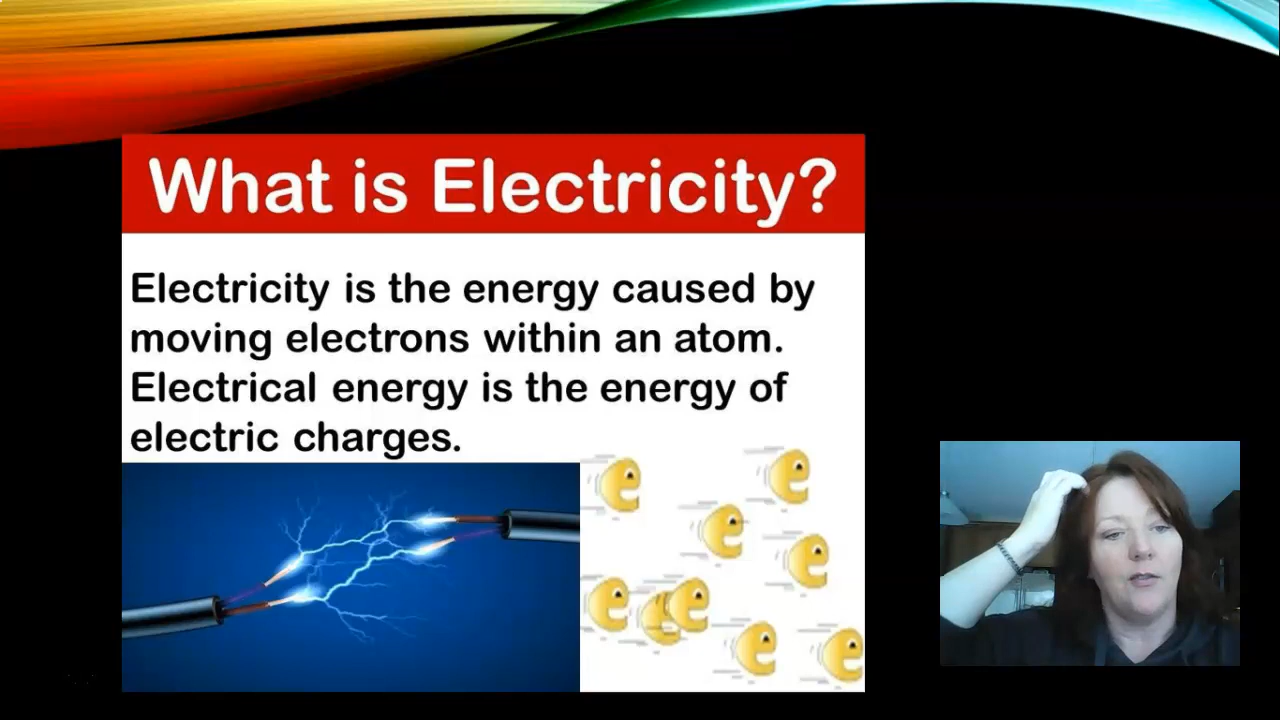 What is Electricity?
Electricity is the energy caused by
moving electrons within an atom.
Electrical energy is the energy of
electric charges.
e
e
e
e
e
e
e
e
e